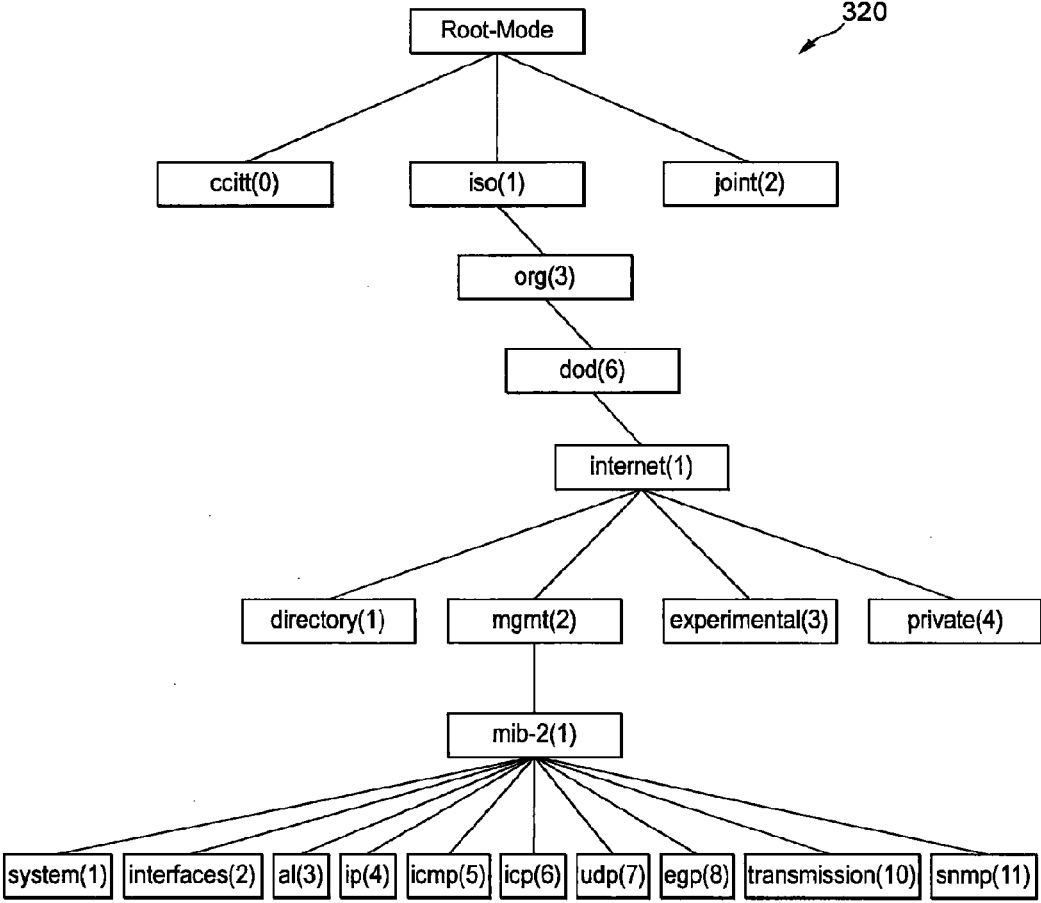 320
Root-Mode
ccitt(0) iso(1) joint(2)
org(3)
dod(6)
internet(1)
directory(1) mgmt(2) experimental(3) private(4)
mib-2(1)
system(1) interfaces(2) al(3) ip(4) icmp(5) icp(6) udp(7) egp(8) transmission(10) snmp(11)